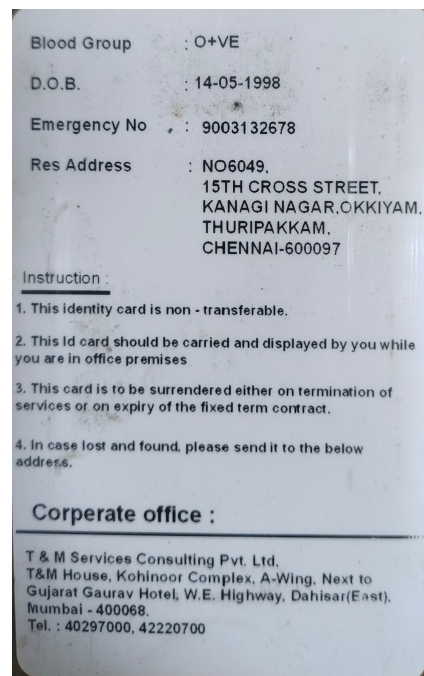 Blood Group : O+VE
D.O.B. : 14-05-1998
Emergency No : 9003132678
Res Address : NO6049,
15TH CROSS STREET,
KANAGI NAGAR,OKKIYAM,
THURIPAKKAM,
CHENNAI-600097
Instruction :
1. This identity card is non - transferable.
2. This Id card should be carried and displayed by you while
you are in office premises
3. This card is to be surrendered either on termination of
services or on expiry of the fixed term contract.
4. In case lost and found, please send it to the below
address.
Corperate office :
T & M Services Consulting Pvt. Ltd,
T&M House, Kohinoor Complex, A-Wing, Next to
Gujarat Gaurav Hotel, W.E. Highway, Dahisar(East),
Mumbai - 400068.
Tel. : 40297000, 42220700